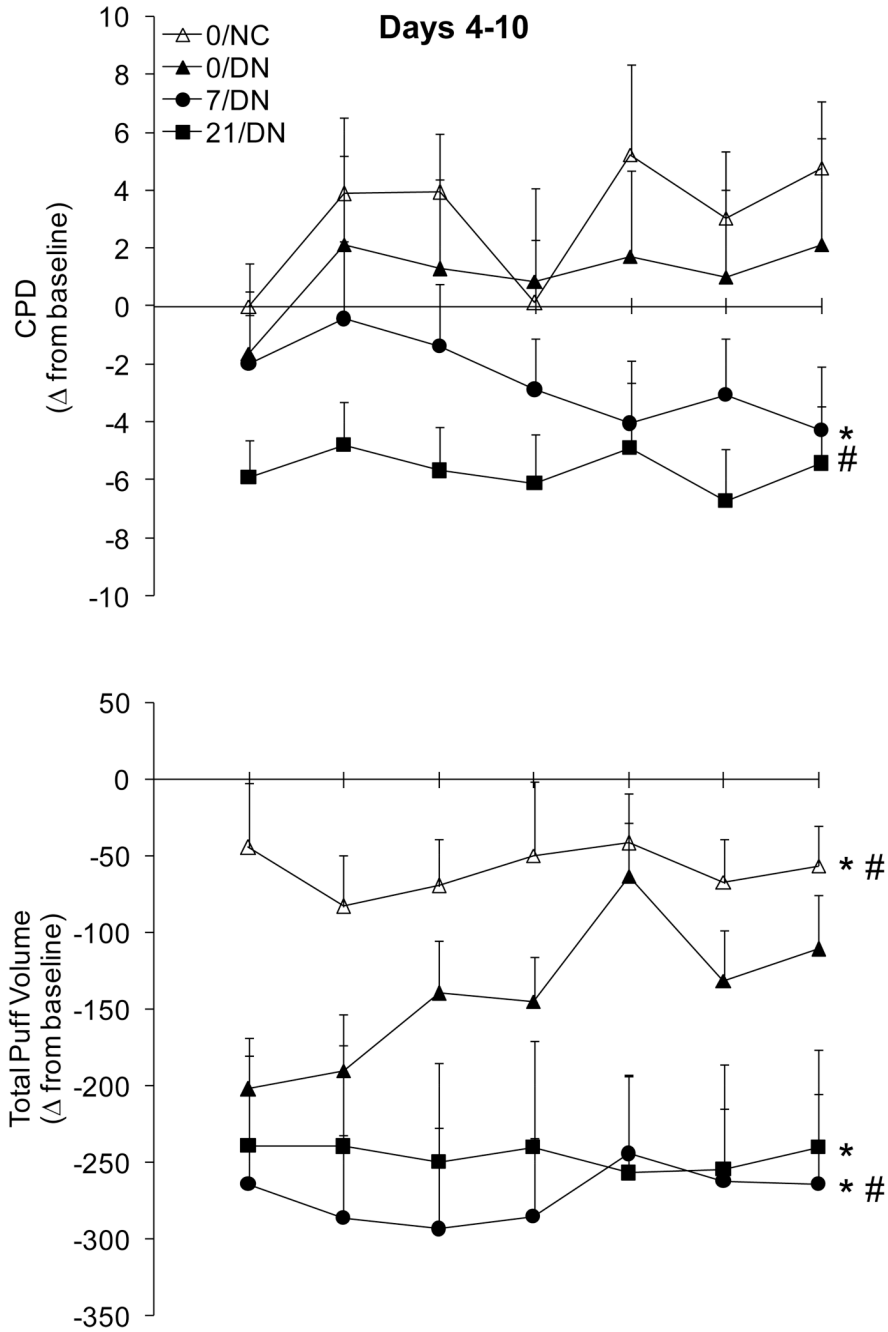 Days 4-10
10
8
6
4
2
0
-2
-4
-6
-8
-10
0/NC
0/DN
7/DN
21/DN
CPD
(Δ from baseline)
*
#
50
0
-50
-100
-150
-200
-250
-300
-350
Total Puff Volume
(Δ from baseline)
* #
*
* #